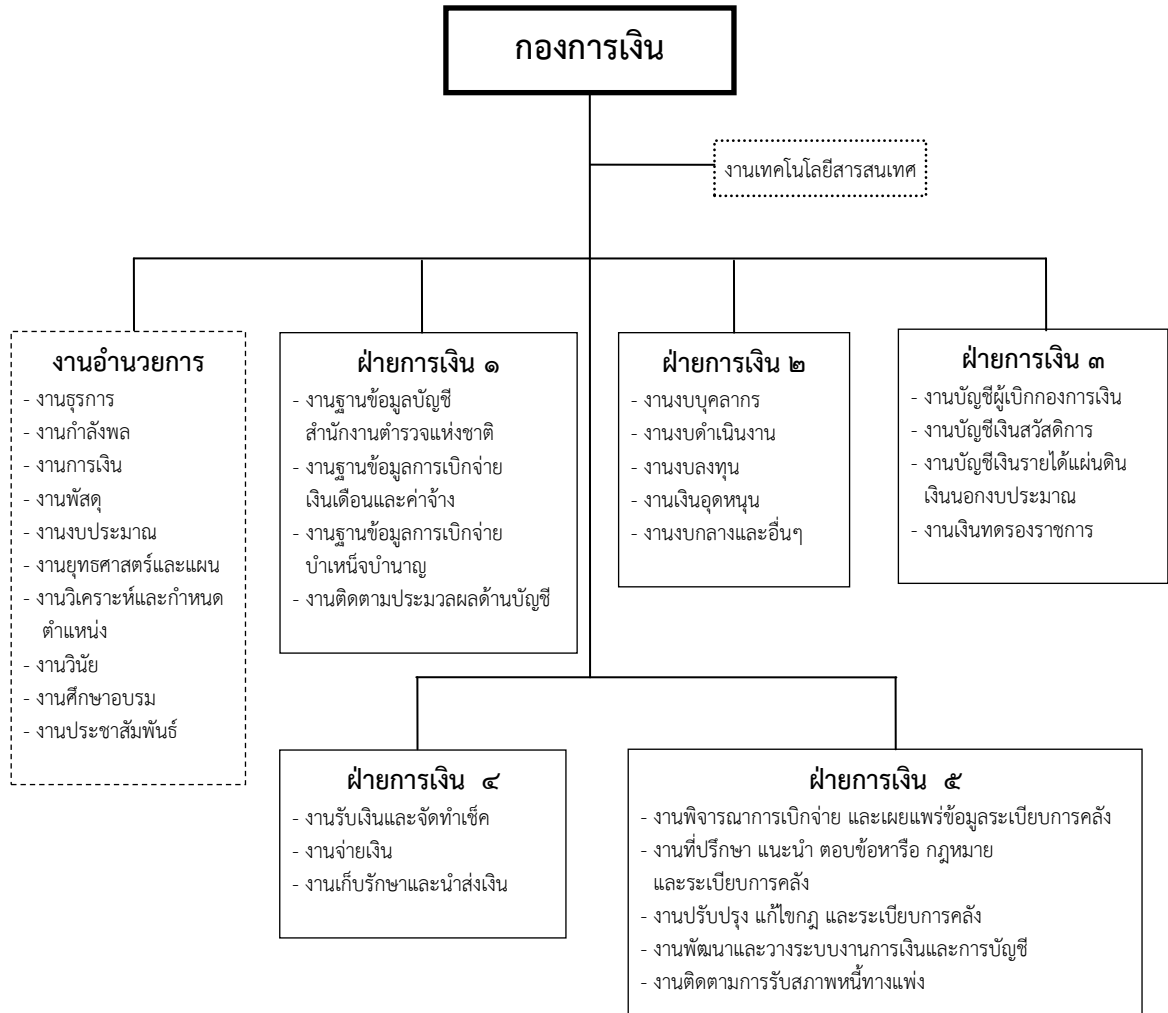 กองการเงิน
งานเทคโนโลยีสารสนเทศ
งานอำนวยการ
- งานธุรการ
- งานกำลังพล
- งานการเงิน
- งานพัสดุ
- งานงบประมาณ
- งานยุทธศาสตร์และแผน
- งานวิเคราะห์และกำหนด
ตำแหน่ง
- งานวินัย
- งานศึกษาอบรม
- งานประชาสัมพันธ์
ฝ่ายการเงิน ๑
- งานฐานข้อมูลบัญชี
สำนักงานตำรวจแห่งชาติ
- งานฐานข้อมูลการเบิกจ่าย
เงินเดือนและค่าจ้าง
- งานฐานข้อมูลการเบิกจ่าย
บำเหน็จบำนาญ
- งานติดตามประมวลผลด้านบัญชี
ฝ่ายการเงิน ๒
- งานงบบุคลากร
- งานงบดำเนินงาน
- งานงบลงทุน
- งานเงินอุดหนุน
- งานงบกลางและอื่นๆ
ฝ่ายการเงิน ๓
- งานบัญชีผู้เบิกกองการเงิน
- งานบัญชีเงินสวัสดิการ
- งานบัญชีเงินรายได้แผ่นดิน
เงินนอกงบประมาณ
- งานเงินทดรองราชการ
ฝ่ายการเงิน ๔
- งานรับเงินและจัดทำเช็ค
- งานจ่ายเงิน
- งานเก็บรักษาและนำส่งเงิน
ฝ่ายการเงิน ๕
- งานพิจารณาการเบิกจ่าย และเผยแพร่ข้อมูลระเบียบการคลัง
- งานที่ปรึกษา แนะนำ ตอบข้อหารือ กฎหมาย
และระเบียบการคลัง
- งานปรับปรุง แก้ไขกฎ และระเบียบการคลัง
- งานพัฒนาและวางระบบงานการเงินและการบัญชี
- งานติดตามการรับสภาพหนี้ทางแพ่ง